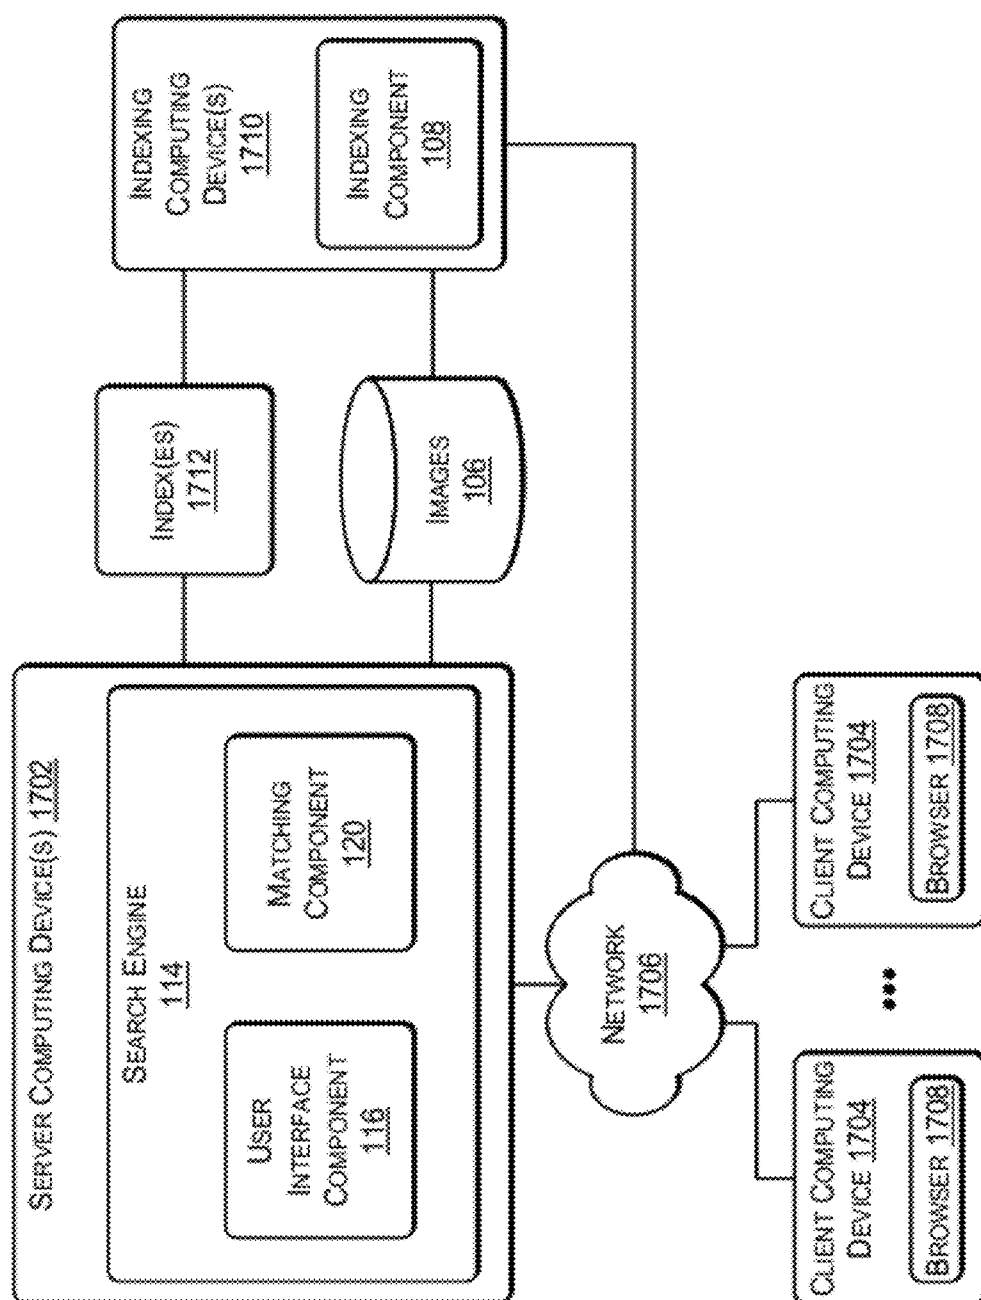 SERVER COMPUTING DEVICE(S) 1702
SEARCH ENGINE
114
USER
INTERFACE
COMPONENT
116
MATCHING
COMPONENT
120
INDEX(ES)
1712
IMAGES
106
INDEXING
COMPUTING
DEVICE(S)
1710
INDEXING
COMPONENT
108
NETWORK
1706
CLIENT COMPUTING
DEVICE 1704
BROWSER 1708
•••
CLIENT COMPUTING
DEVICE 1704
BROWSER 1708